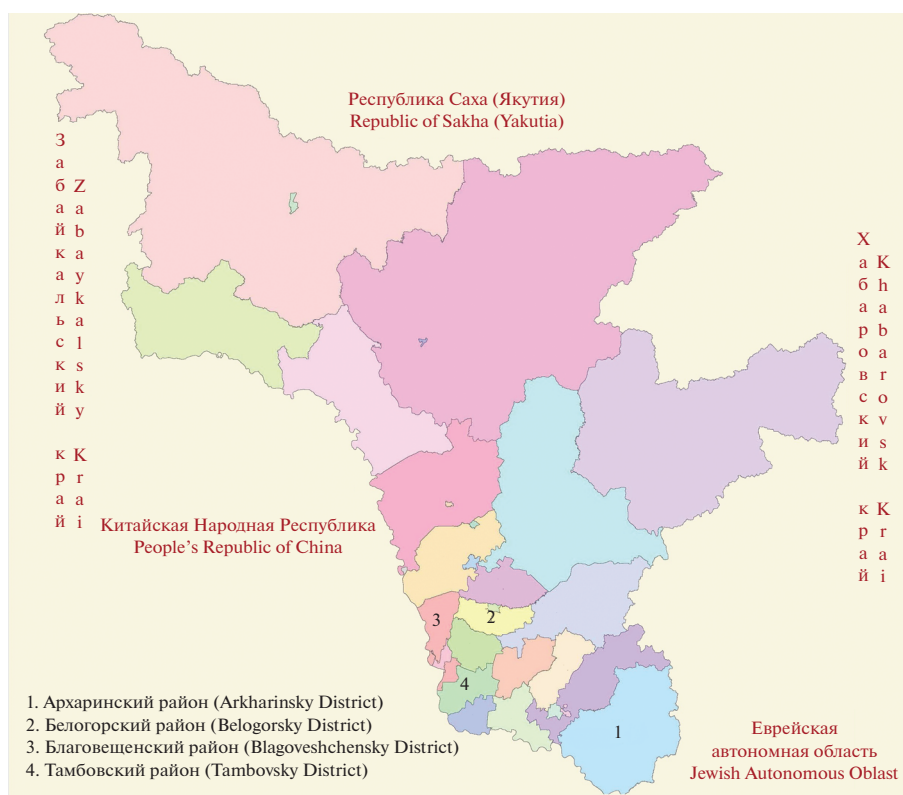 Республика Саха (Якутия)
Republic of Sakha (Yakutia)
Забайкальский край
Zabaykalsky Krai
Хабаровский край
Khabarovsk Krai
Китайская Народная Республика
People's Republic of China
3
2
4
1
1. Архаринский район (Arkharinsky District)
2. Белогорский район (Belogorsky District)
3. Благовещенский район (Blagoveshchensky District)
4. Тамбовский район (Tambovsky District)
Еврейская
автономная область
Jewish Autonomous Oblast